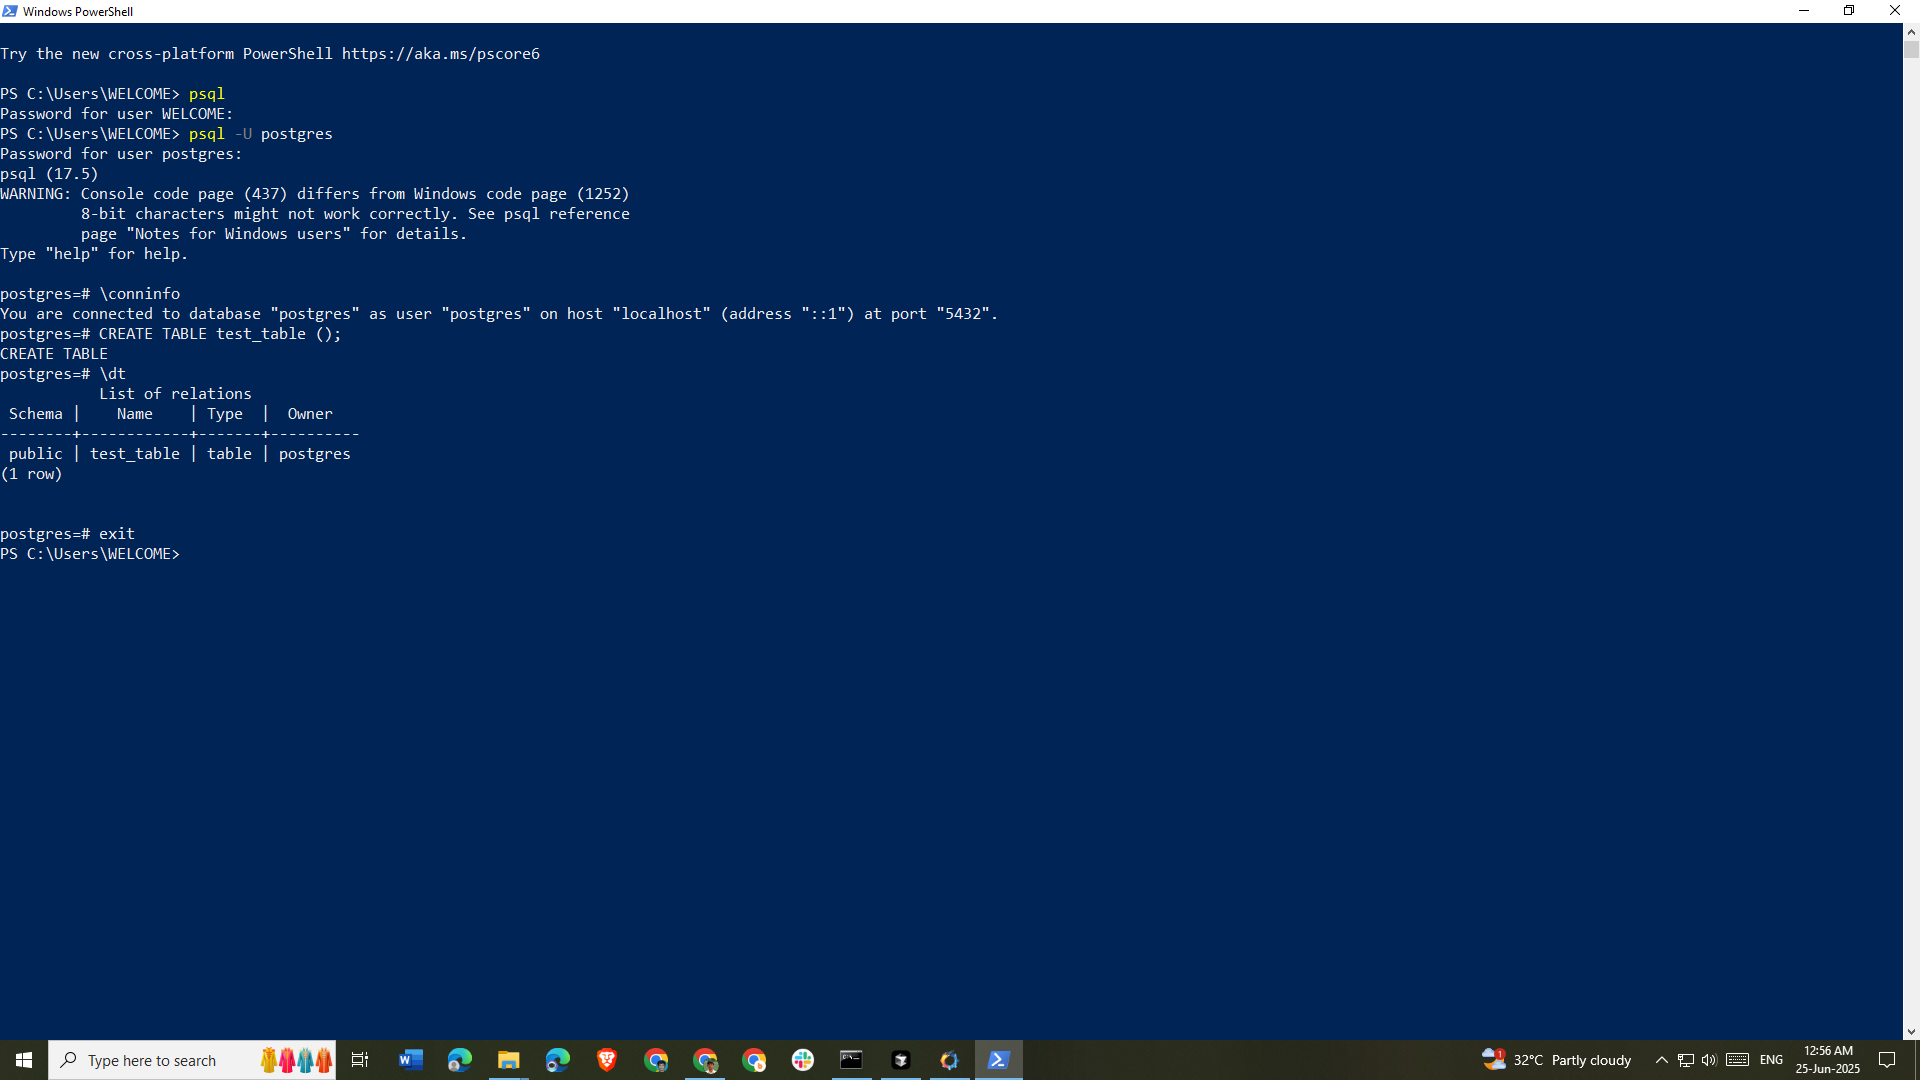 Windows PowerShell
Try the new cross-platform PowerShell https://aka.ms/pscore6
PS C:\Users\WELCOME> psql
Password for user WELCOME:
PS C:\Users\WELCOME> psql -U postgres
Password for user postgres:
psql (17.5)
WARNING: Console code page (437) differs from Windows code page (1252)
         8-bit characters might not work correctly. See psql reference
         page "Notes for Windows users" for details.
Type "help" for help.
postgres=# \conninfo
You are connected to database "postgres" as user "postgres" on host "localhost" (address "::1") at port "5432".
postgres=# CREATE TABLE test_table ();
CREATE TABLE
postgres=# \dt
           List of relations
 Schema |    Name    | Type  |  Owner
--------+------------+-------+----------
 public | test_table | table | postgres
(1 row)
postgres=# exit
PS C:\Users\WELCOME>
Type here to search
1
32°C Partly cloudy
ENG
12:56 AM
25-Jun-2025